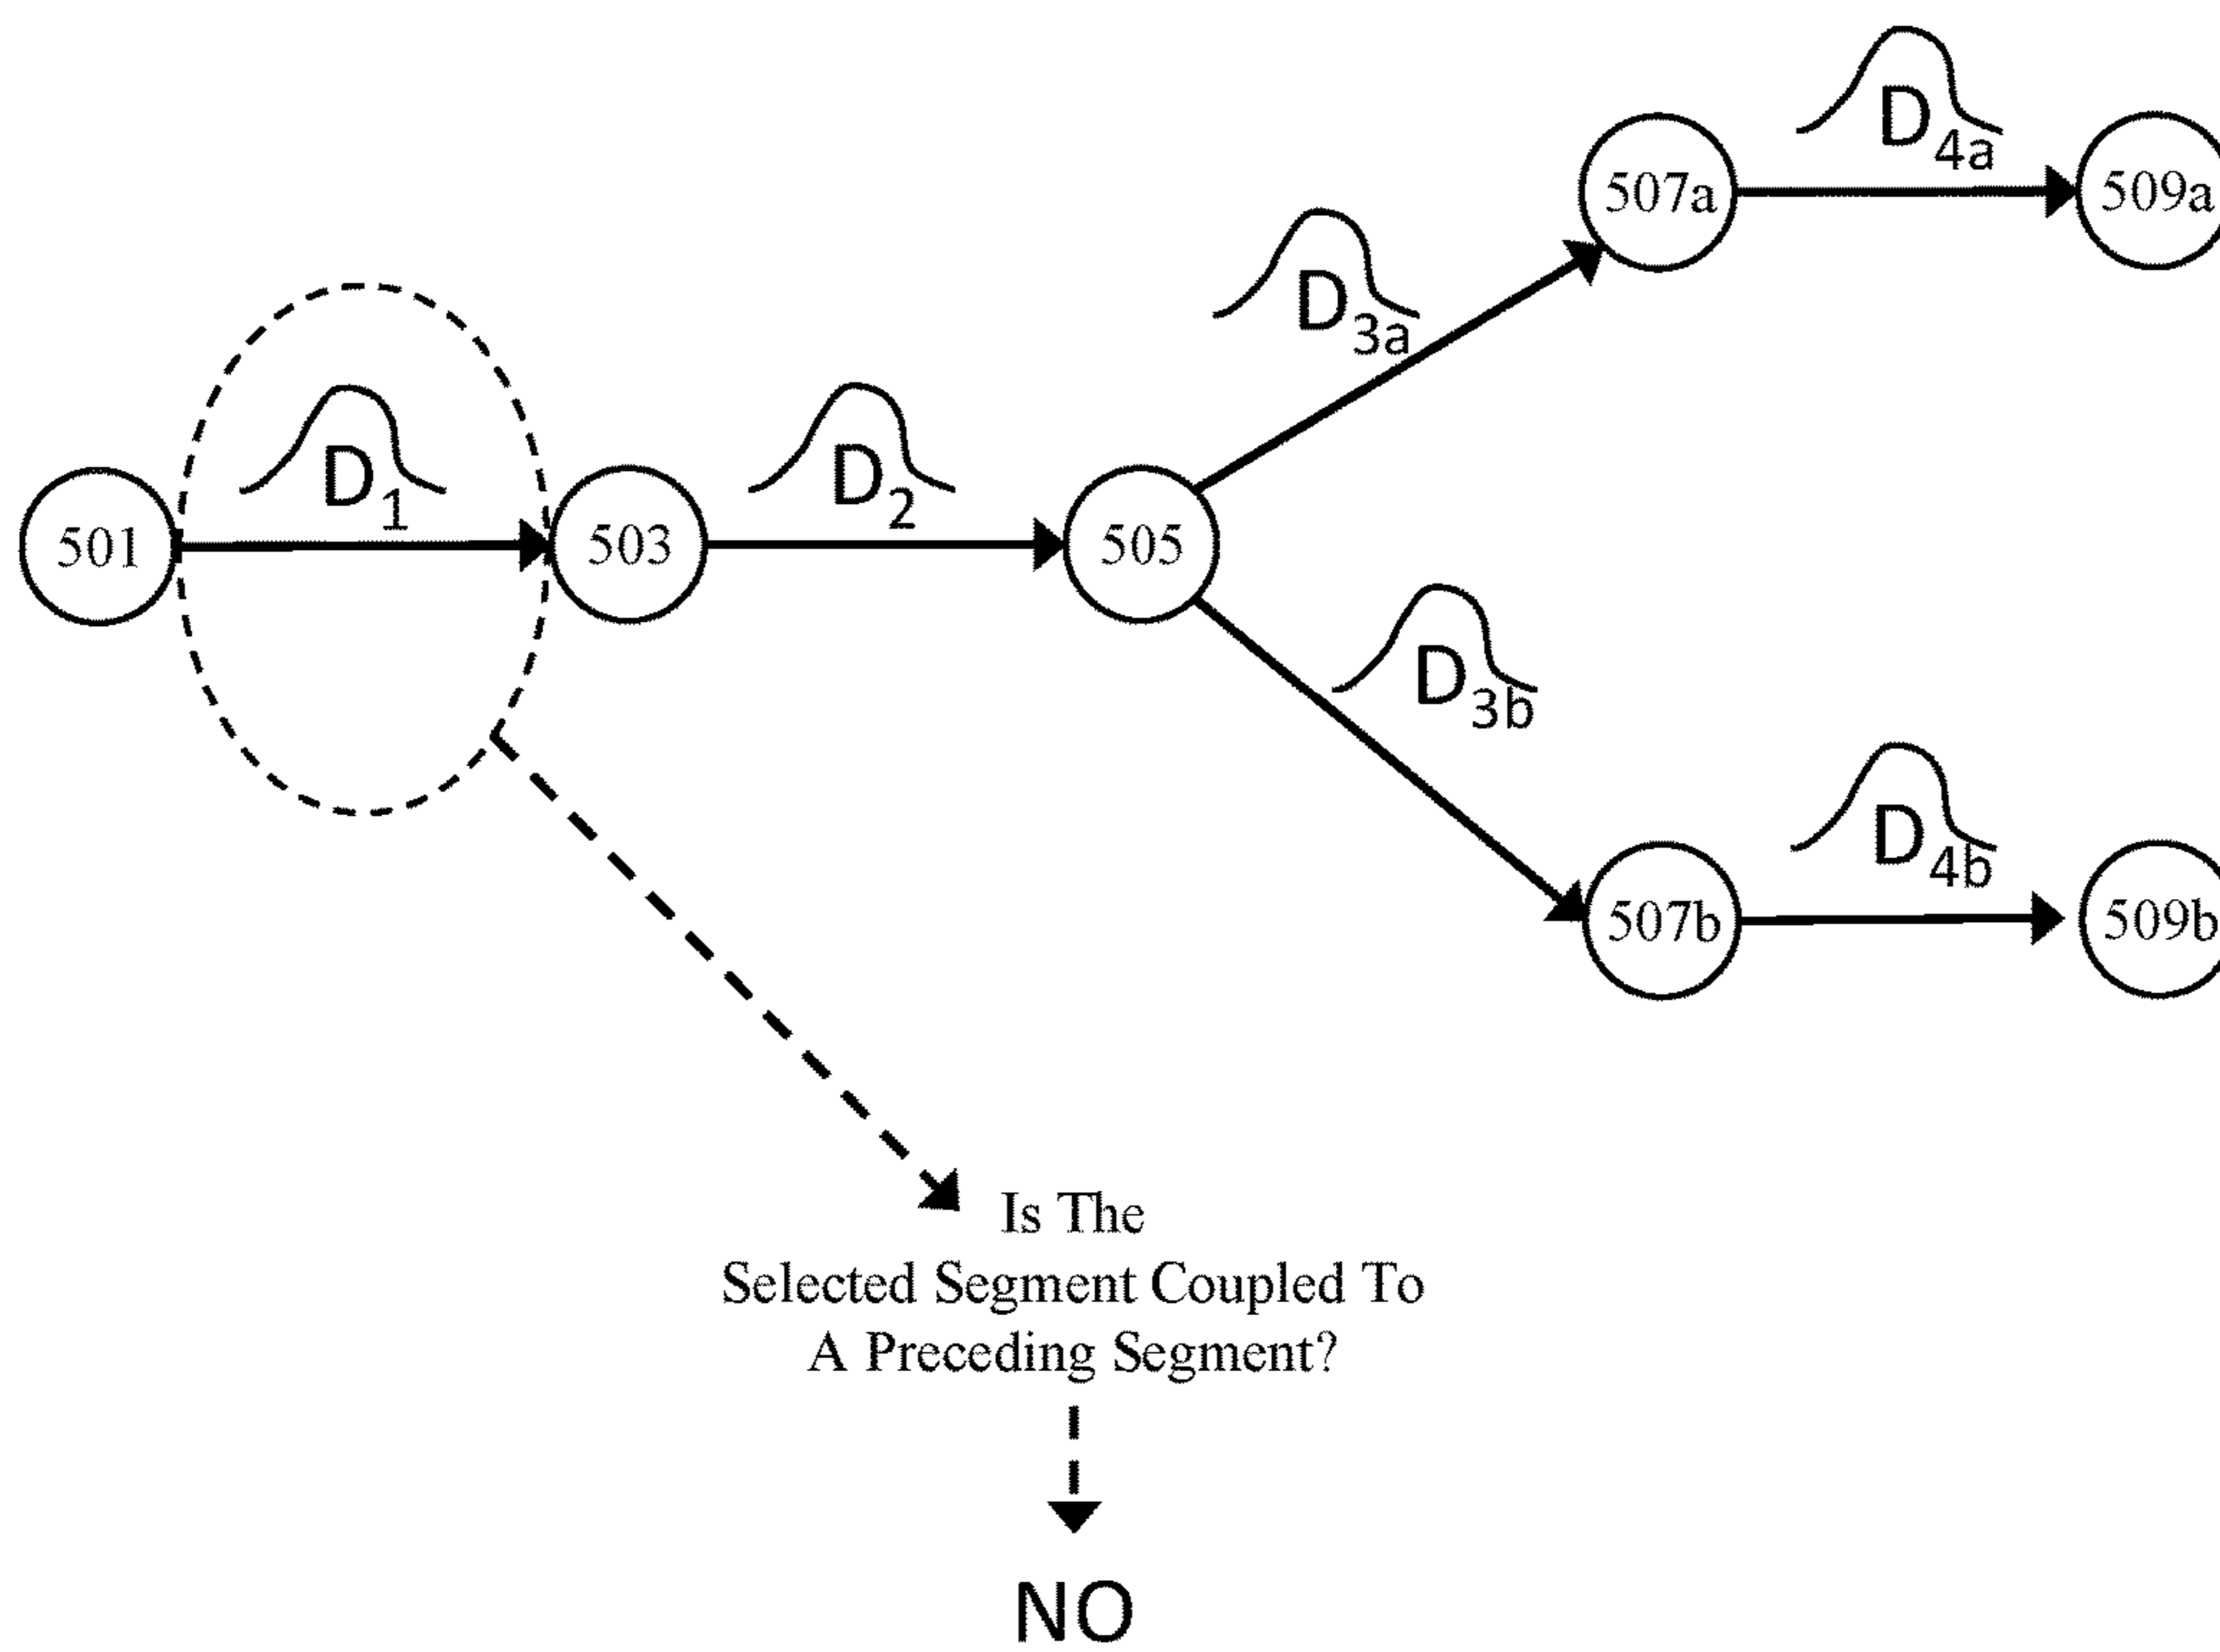 D4a
507a
509a
D3a
D1
D2
501
503
505
D3b
D4b
507b
509b
Is The
Selected Segment Coupled To
A Preceding Segment?
NO